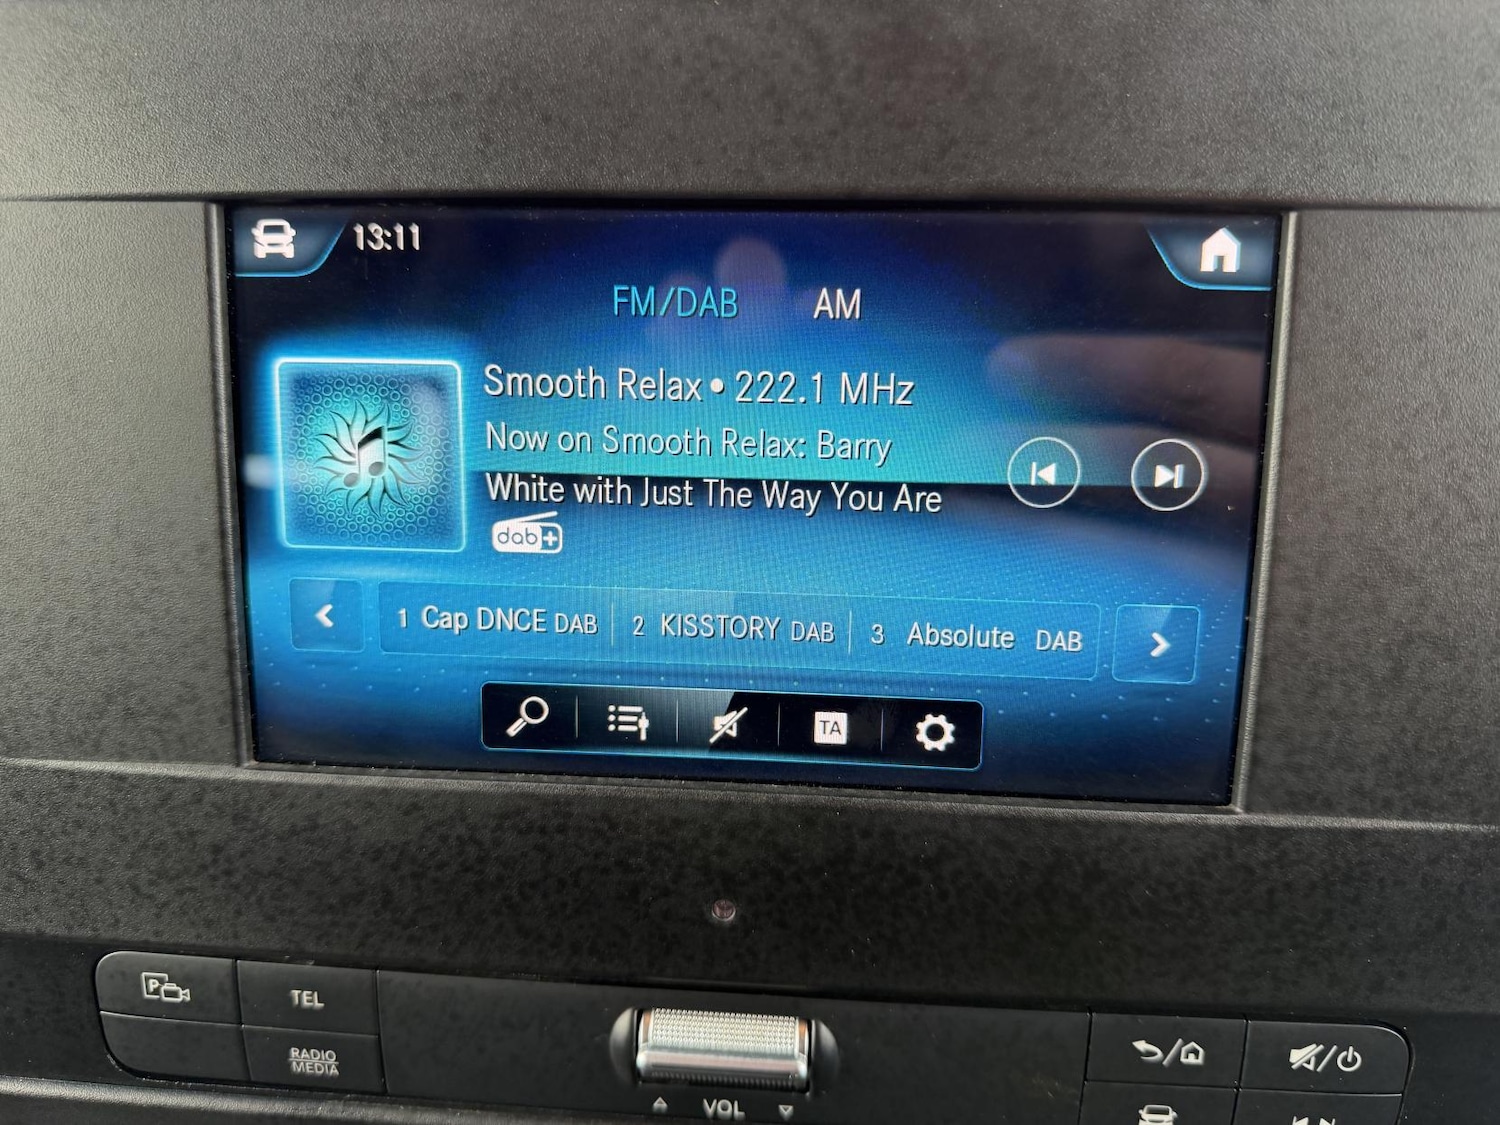 13:11
FM/DAB AM
Smooth Relax • 222.1 MHz
Now on Smooth Relax: Barry
White with Just The Way You Are
dab+
1 Cap DNCE DAB 2 KISSTORY DAB 3 Absolute DAB
TA
P
TEL
RADIO
MEDIA
VOL